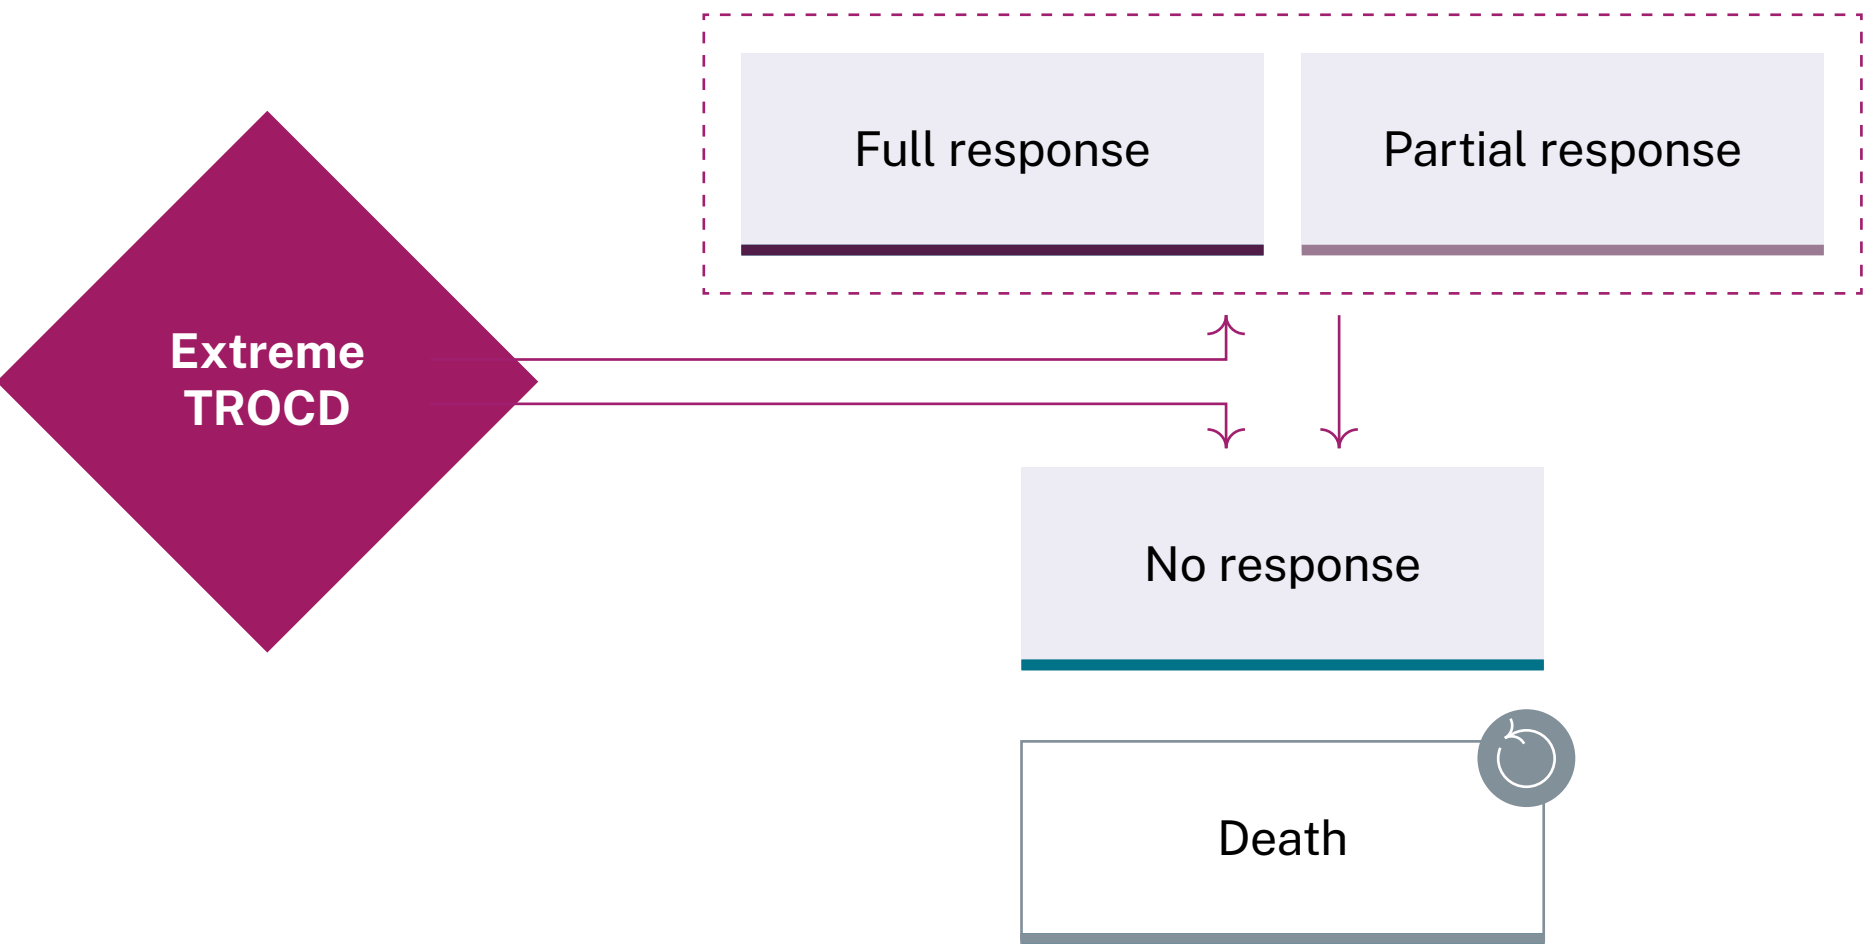 Full response
Partial response
Extreme
TROCD
No response
Death